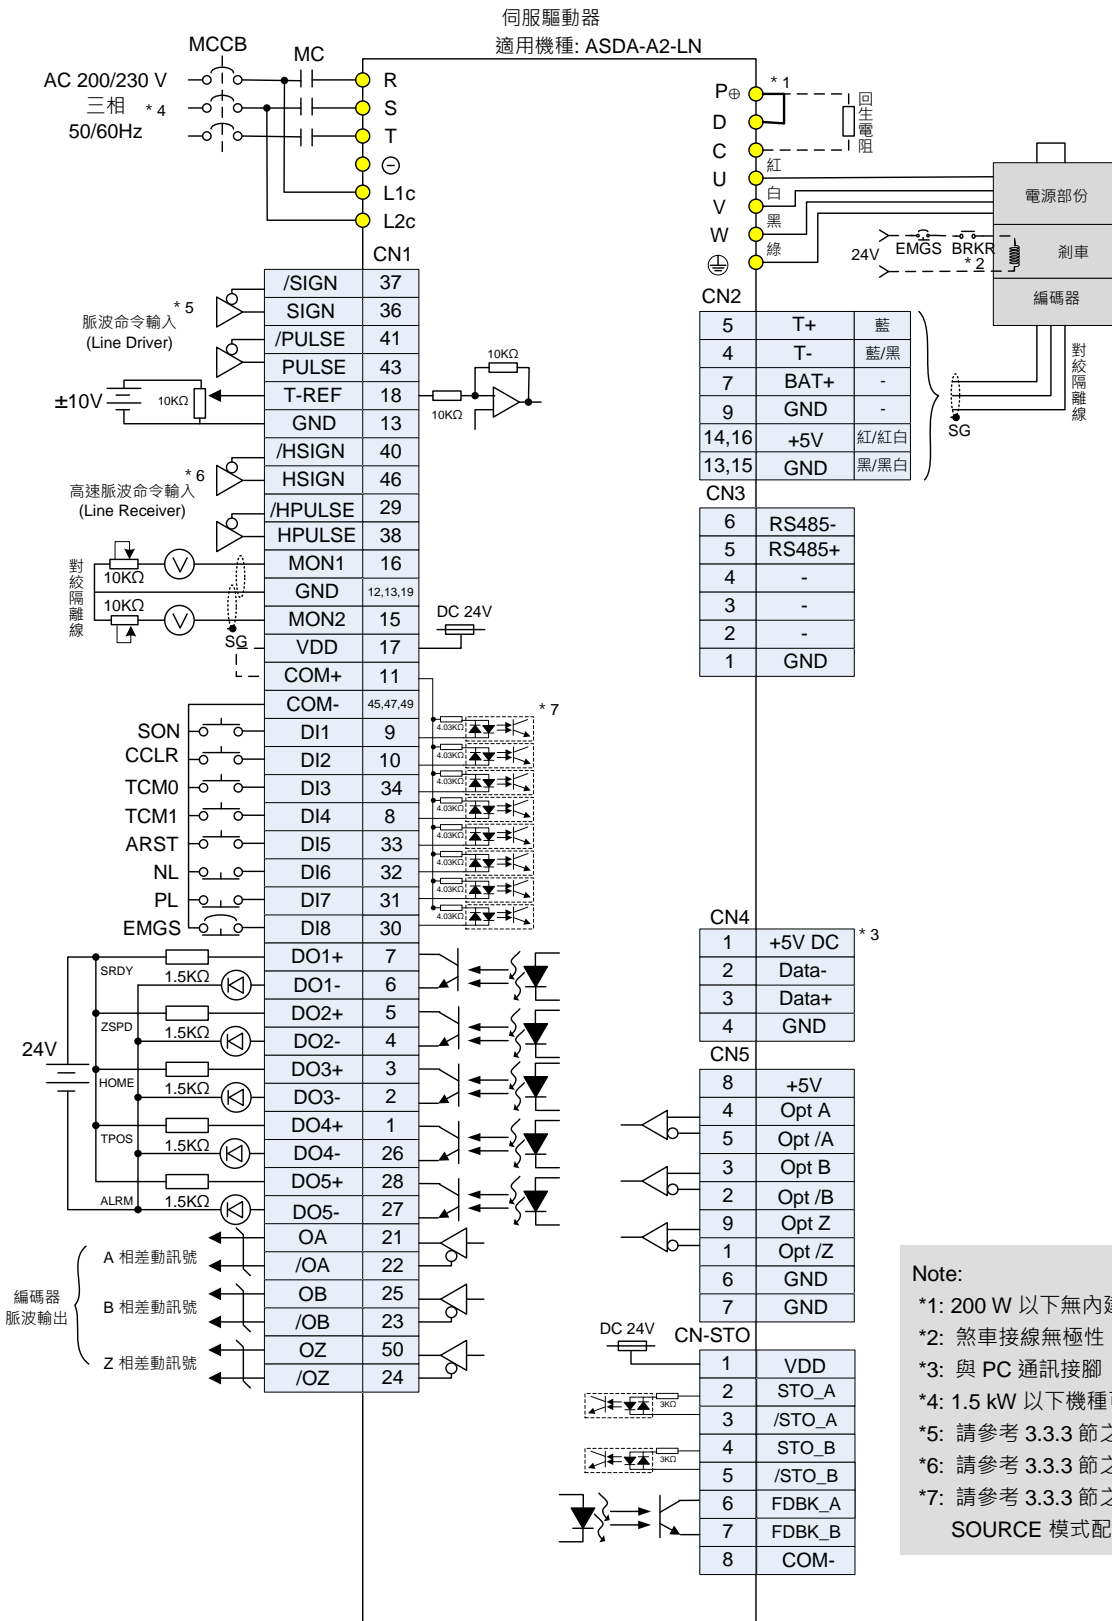 伺服驅動器
適用機種: ASDA-A2-LN
MCCB
MC
AC 200/230 V
三相 *4
50/60Hz
R
S
T
⊖
L1c
L2c
P⊕
D
C
U
V
W
*1
回生電阻
紅
白
黑
綠
電源部份
剎車
編碼器
24V
EMGS
BRKR
*2
對絞隔離線
SG
CN1
/SIGN 37
SIGN 36
/PULSE 41
PULSE 43
T-REF 18
GND 13
/HSIGN 40
HSIGN 46
/HPULSE 29
HPULSE 38
MON1 16
GND 12,13,19
MON2 15
VDD 17
COM+ 11
COM- 45,47,49
DI1 9
DI2 10
DI3 34
DI4 8
DI5 33
DI6 32
DI7 31
DI8 30
DO1+ 7
DO1- 6
DO2+ 5
DO2- 4
DO3+ 3
DO3- 2
DO4+ 1
DO4- 26
DO5+ 28
DO5- 27
OA 21
/OA 22
OB 25
/OB 23
OZ 50
/OZ 24
脈波命令輸入 *5
(Line Driver)
±10V
10KΩ
10KΩ
10KΩ
高速脈波命令輸入 *6
(Line Receiver)
對絞隔離線
10KΩ
V
10KΩ
V
SG
DC 24V
*7
4.03KΩ
4.03KΩ
4.03KΩ
4.03KΩ
4.03KΩ
4.03KΩ
4.03KΩ
4.03KΩ
SON
CCLR
TCM0
TCM1
ARST
NL
PL
EMGS
24V
SRDY
1.5KΩ
ZSPD
1.5KΩ
HOME
1.5KΩ
TPOS
1.5KΩ
ALRM
1.5KΩ
編碼器
脈波輸出
A 相差動訊號
B 相差動訊號
Z 相差動訊號
CN2
5 T+ 藍
4 T- 藍/黑
7 BAT+ -
9 GND -
14,16 +5V 紅/紅白
13,15 GND 黑/黑白
CN3
6 RS485-
5 RS485+
4 -
3 -
2 -
1 GND
CN4
1 +5V DC *3
2 Data-
3 Data+
4 GND
CN5
8 +5V
4 Opt A
5 Opt /A
3 Opt B
2 Opt /B
9 Opt Z
1 Opt /Z
6 GND
7 GND
DC 24V
CN-STO
1 VDD
2 STO_A
3 /STO_A
4 STO_B
5 /STO_B
6 FDBK_A
7 FDBK_B
8 COM-
3KΩ
3KΩ
Note:
*1: 200 W 以下無內建
*2: 煞車接線無極性
*3: 與 PC 通訊接腳
*4: 1.5 kW 以下機種
*5: 請參考 3.3.3 節之
*6: 請參考 3.3.3 節之
*7: 請參考 3.3.3 節之
SOURCE 模式配